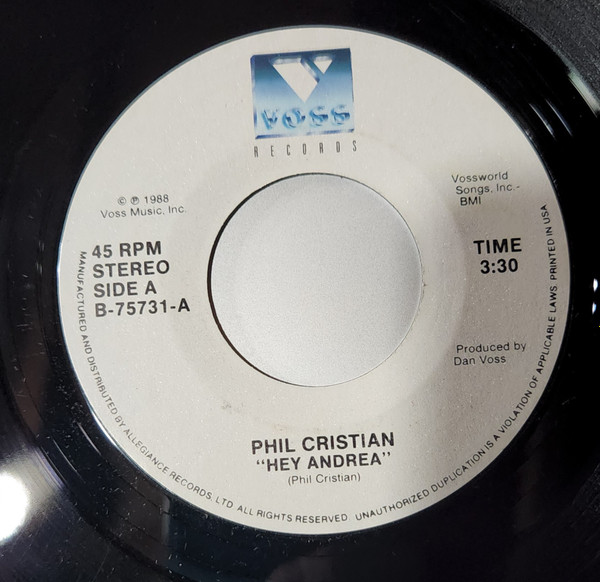 VOSS
RECORDS
© ℗ 1988
Voss Music, Inc.
Vossworld
Songs, Inc.-
BMI
45 RPM
STEREO
SIDE A
B-75731-A
TIME
3:30
Produced by
Dan Voss
PHIL CRISTIAN
"HEY ANDREA"
(Phil Cristian)
MANUFACTURED AND DISTRIBUTED BY ALLEGIANCE RECORDS, LTD ALL RIGHTS RESERVED. UNAUTHORIZED DUPLICATION IS A VIOLATION OF APPLICABLE LAWS PRINTED IN USA